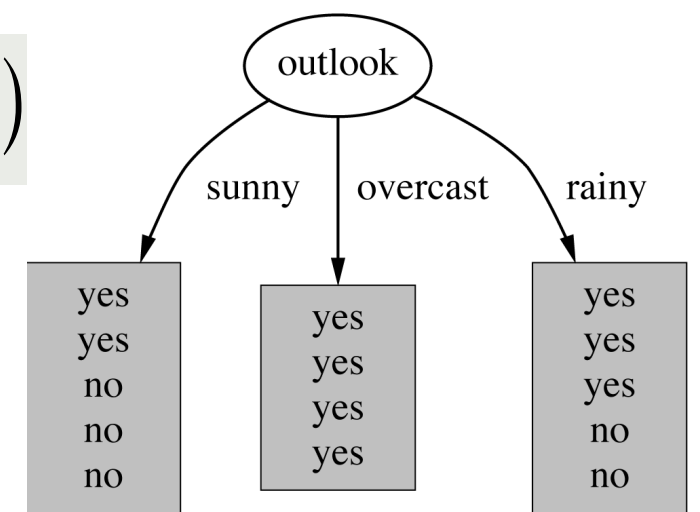 )
outlook
sunny
overcast
rainy
yes
yes
no
no
no
yes
yes
yes
yes
yes
yes
yes
no
no